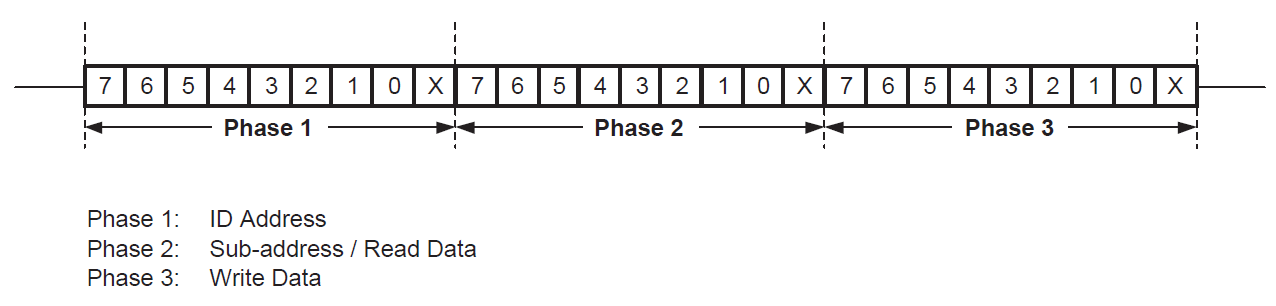 7 6 5 4 3 2 1 0 X 7 6 5 4 3 2 1 0 X 7 6 5 4 3 2 1 0 X
Phase 1 Phase 2 Phase 3
Phase 1: ID Address
Phase 2: Sub-address / Read Data
Phase 3: Write Data